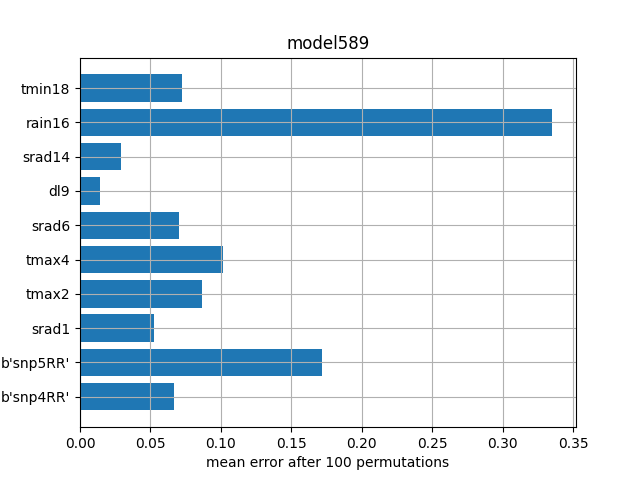 model589
tmin18
rain16
srad14
dl9
srad6
tmax4
tmax2
srad1
b'snp5RR'
b'snp4RR'
0.00 0.05 0.10 0.15 0.20 0.25 0.30 0.35
mean error after 100 permutations